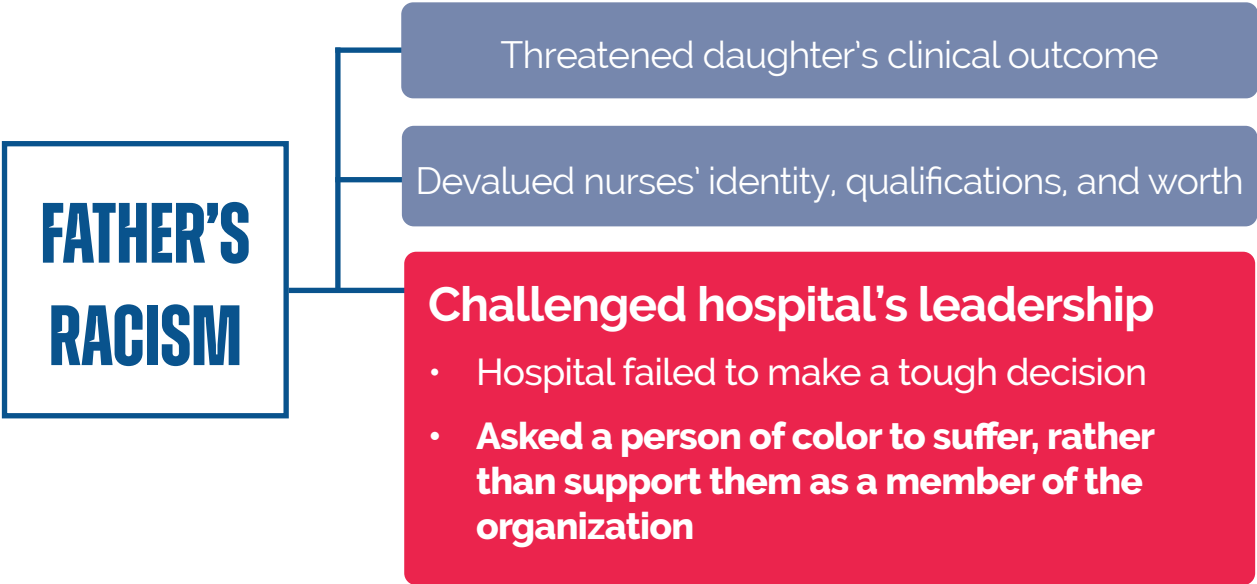 FATHER'S
RACISM
Threatened daughter's clinical outcome
Devalued nurses' identity, qualifications, and worth
Challenged hospital's leadership
• Hospital failed to make a tough decision
• Asked a person of color to suffer, rather
than support them as a member of the
organization